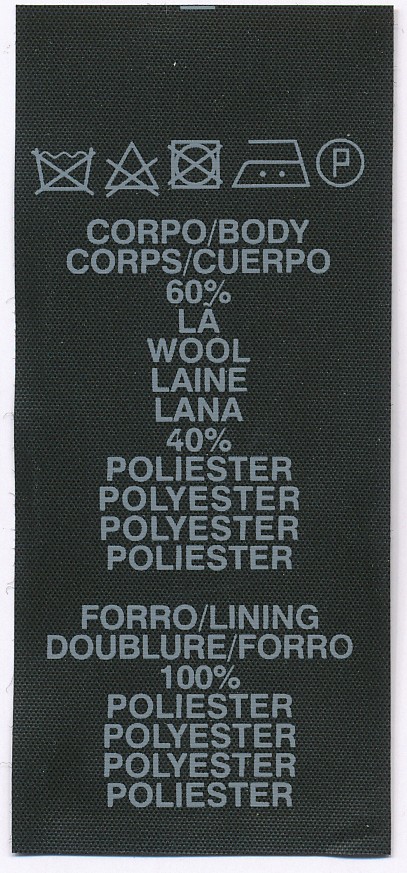 P
CORPO/BODY
CORPS/CUERPO
60%
LÃ
WOOL
LAINE
LANA
40%
POLIESTER
POLYESTER
POLYESTER
POLIESTER
FORRO/LINING
DOUBLURE/FORRO
100%
POLIESTER
POLYESTER
POLYESTER
POLIESTER